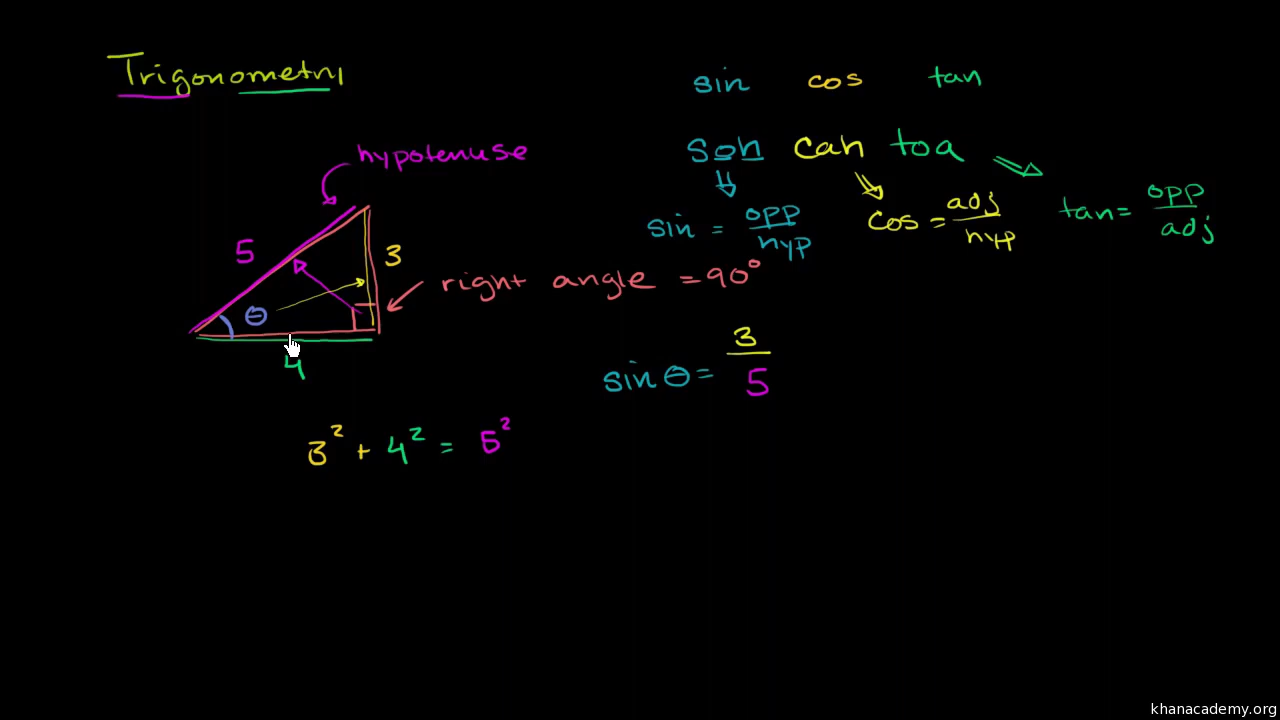 Trigonometry
sin cos tan
hypotenuse
soh cah toa
sin = opp/hyp
cos = adj/hyp
tan = opp/adj
5
3
θ
right angle = 90°
4
sin θ = 3/5
3² + 4² = 5²
khanacademy.org